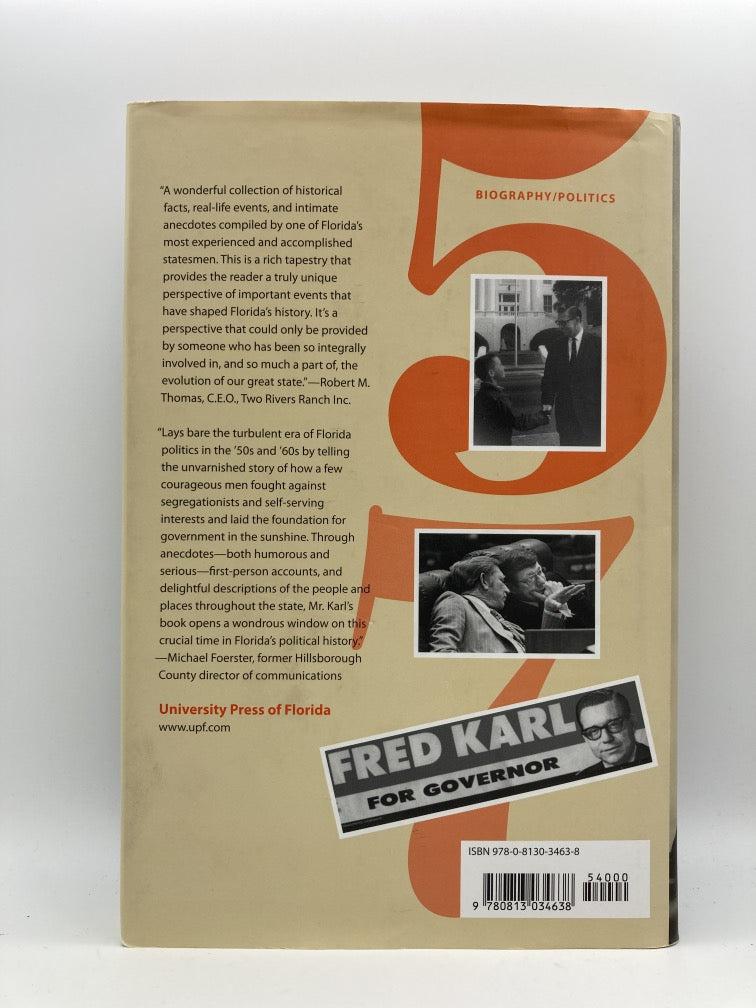 "A wonderful collection of historical
facts, real-life events, and intimate
anecdotes compiled by one of Florida's
most experienced and accomplished
statesmen. This is a rich tapestry that
provides the reader a truly unique
perspective of important events that
have shaped Florida's history. It's a
perspective that could only be provided
by someone who has been so integrally
involved in, and so much a part of, the
evolution of our great state."—Robert M.
Thomas, C.E.O., Two Rivers Ranch Inc.
"Lays bare the turbulent era of Florida
politics in the '50s and '60s by telling
the unvarnished story of how a few
courageous men fought against
segregationists and self-serving
interests and laid the foundation for
government in the sunshine. Through
anecdotes—both humorous and
serious—first-person accounts, and
delightful descriptions of the people and
places throughout the state, Mr. Karl's
book opens a wondrous window on this
crucial time in Florida's political history."
—Michael Foerster, former Hillsborough
County director of communications
University Press of Florida
www.upf.com
BIOGRAPHY/POLITICS
5
7
FRED KARL
FOR GOVERNOR
ISBN 978-0-8130-3463-8
54000
9 780813 034638